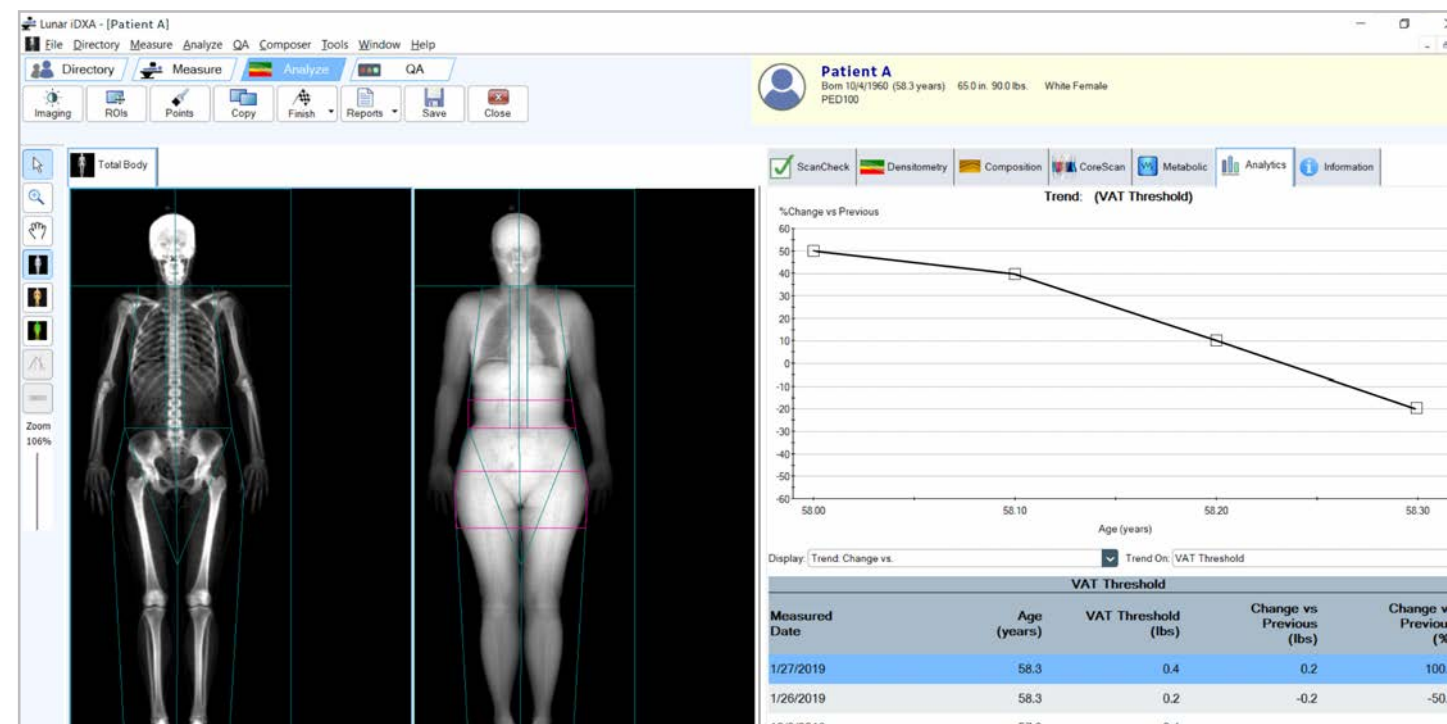 Lunar iDXA - [Patient A]
File Directory Measure Analyze QA Composer Tools Window Help
Directory Measure Analyze QA
Imaging ROIs Points Copy Finish Reports Save Close
Patient A
Born 10/4/1960 (58.3 years) 65.0 in. 90.0 lbs. White Female
PED100
Total Body
ScanCheck Densitometry Composition CoreScan Metabolic Analytics Information
Trend: (VAT Threshold)
%Change vs Previous
60
50
40
30
20
10
0
-10
-20
-30
-40
-50
-60
58.00 58.10 58.20 58.30
Age (years)
Zoom
106%
Display: Trend: Change vs. Trend On: VAT Threshold
VAT Threshold
Measured Date Age (years) VAT Threshold (lbs) Change vs Previous (lbs) Change
1/27/2019 58.3 0.4 0.2 100.
1/26/2019 58.3 0.2 -0.2 -50.